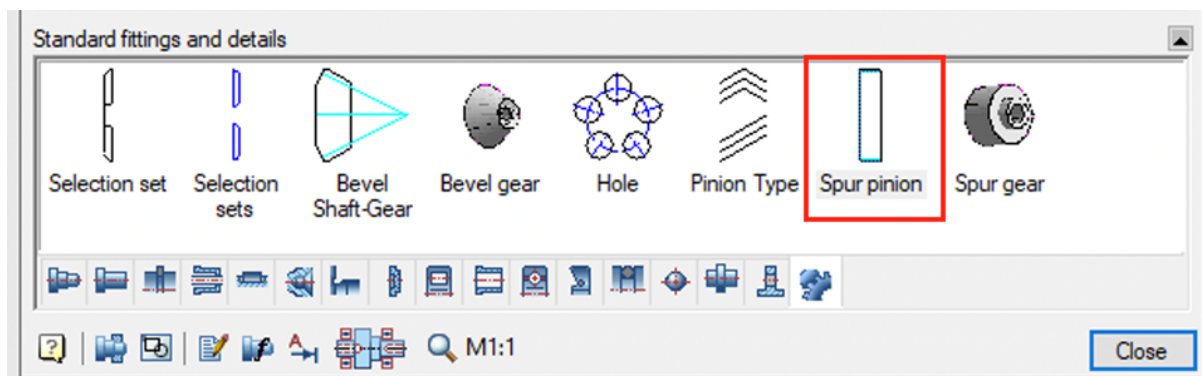 Standard fittings and details
Selection set
Selection
sets
Bevel
Shaft-Gear
Bevel gear
Hole
Pinion Type
Spur pinion
Spur gear
M1:1
Close